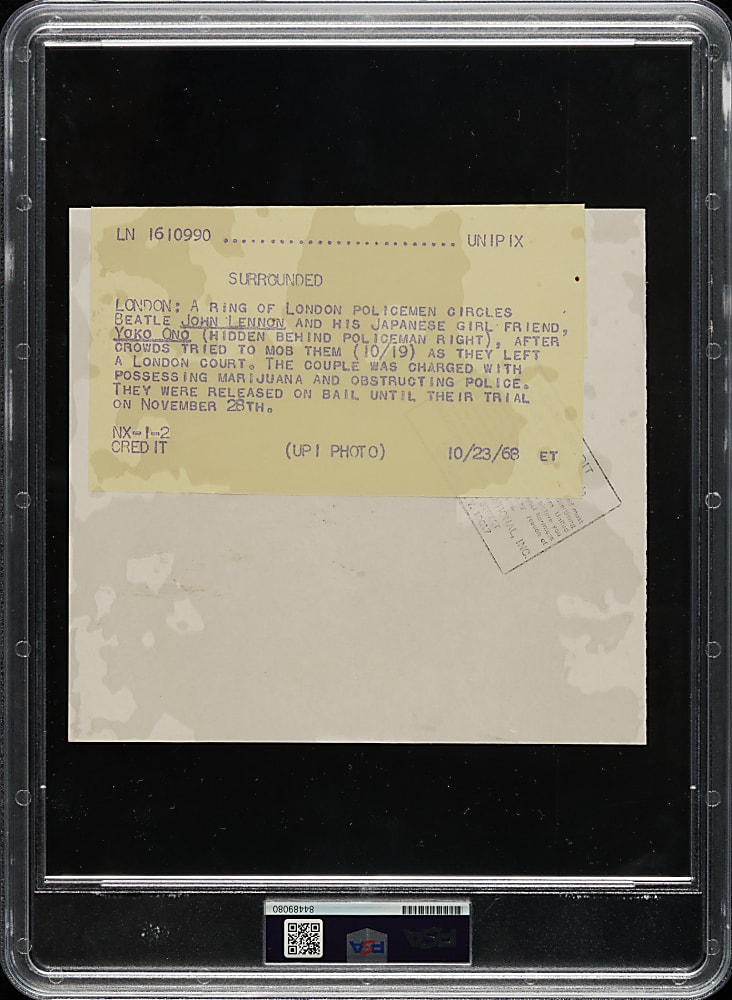 LN 1610990 ........................ UNIPIX
SURROUNDED
LONDON: A RING OF LONDON POLICEMEN CIRCLES
BEATLE JOHN LENNON AND HIS JAPANESE GIRL FRIEND,
YOKO ONO (HIDDEN BEHIND POLICEMAN RIGHT), AFTER
CROWDS TRIED TO MOB THEM (10/19) AS THEY LEFT
A LONDON COURT. THE COUPLE WAS CHARGED WITH
POSSESSING MARIJUANA AND OBSTRUCTING POLICE.
THEY WERE RELEASED ON BAIL UNTIL THEIR TRIAL
ON NOVEMBER 28TH.
NX-1-2
CREDIT (UPI PHOTO) 10/23/68 ET
84489080
PSA
PSA